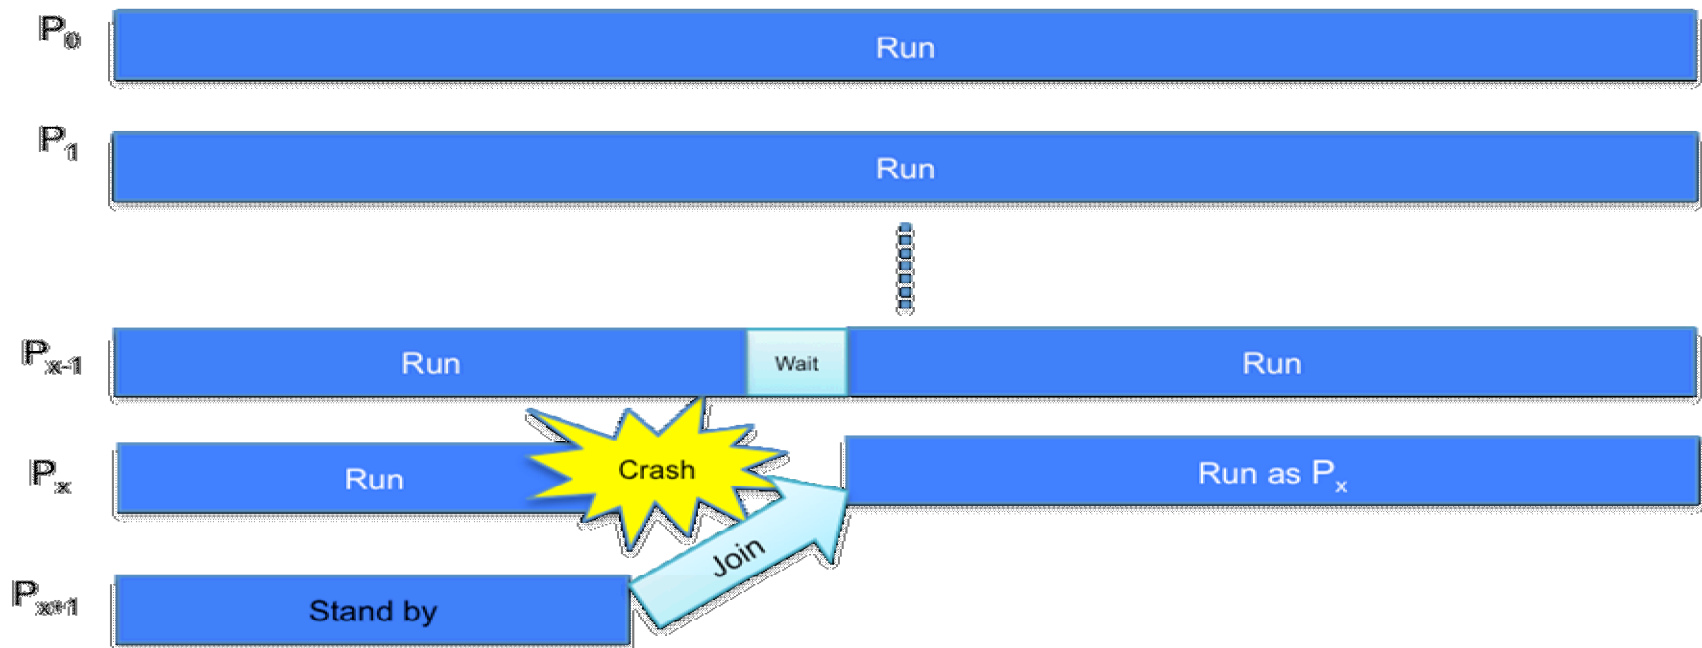 P₀ Run
P₁ Run
Pₓ₋₁ Run Wait Run
Pₓ Run Crash Run as Pₓ
Join
Pₓ₊₁ Stand by